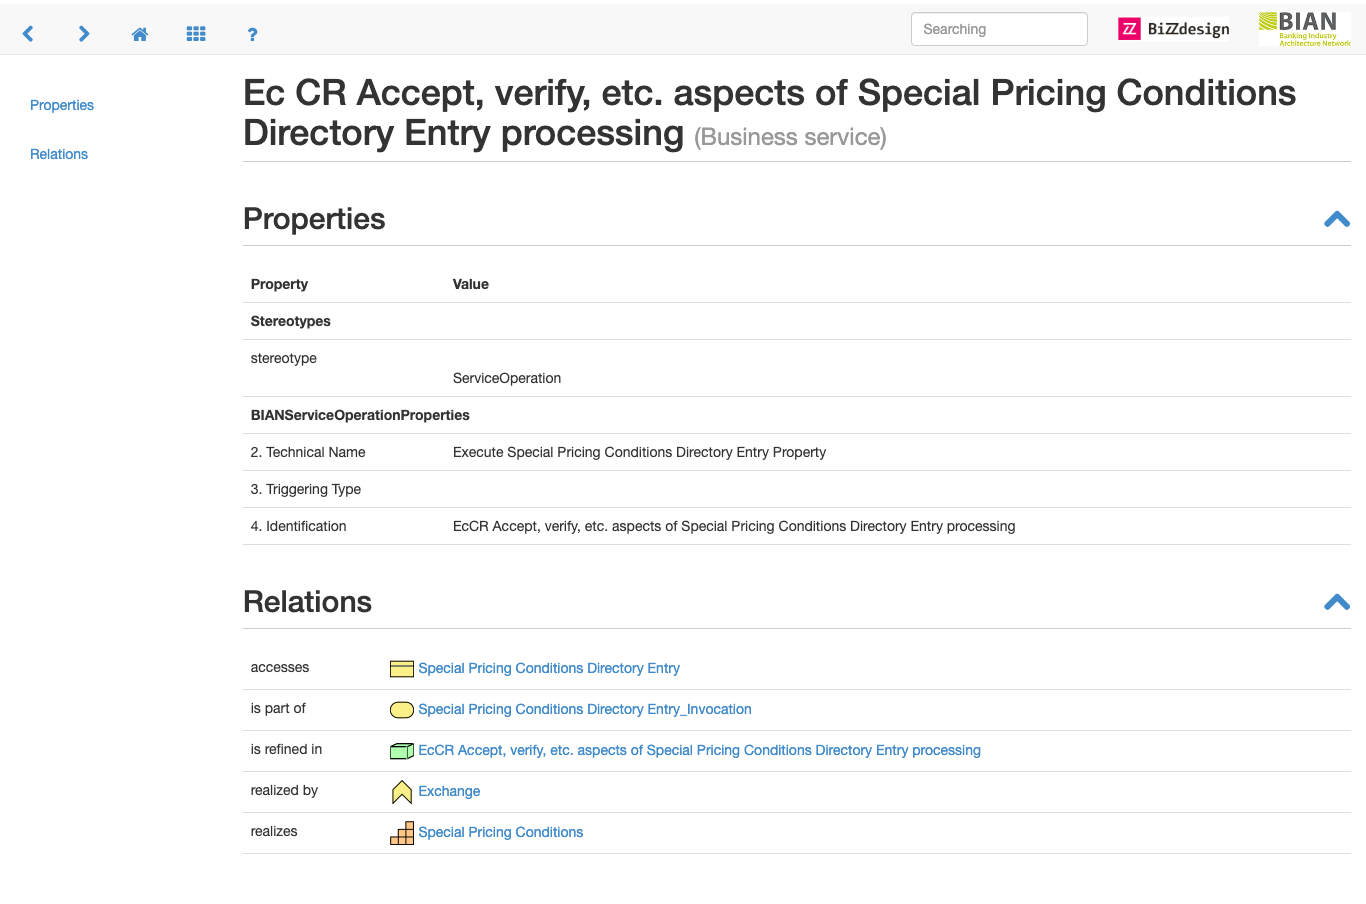 ?
Searching
BiZZdesign
BIAN
Banking Industry
Architecture Network
Properties
Relations
Ec CR Accept, verify, etc. aspects of Special Pricing Conditions
Directory Entry processing (Business service)
Properties
Property Value
Stereotypes
stereotype
ServiceOperation
BIANServiceOperationProperties
2. Technical Name Execute Special Pricing Conditions Directory Entry Property
3. Triggering Type
4. Identification EcCR Accept, verify, etc. aspects of Special Pricing Conditions Directory Entry processing
Relations
accesses Special Pricing Conditions Directory Entry
is part of Special Pricing Conditions Directory Entry_Invocation
is refined in EcCR Accept, verify, etc. aspects of Special Pricing Conditions Directory Entry processing
realized by Exchange
realizes Special Pricing Conditions